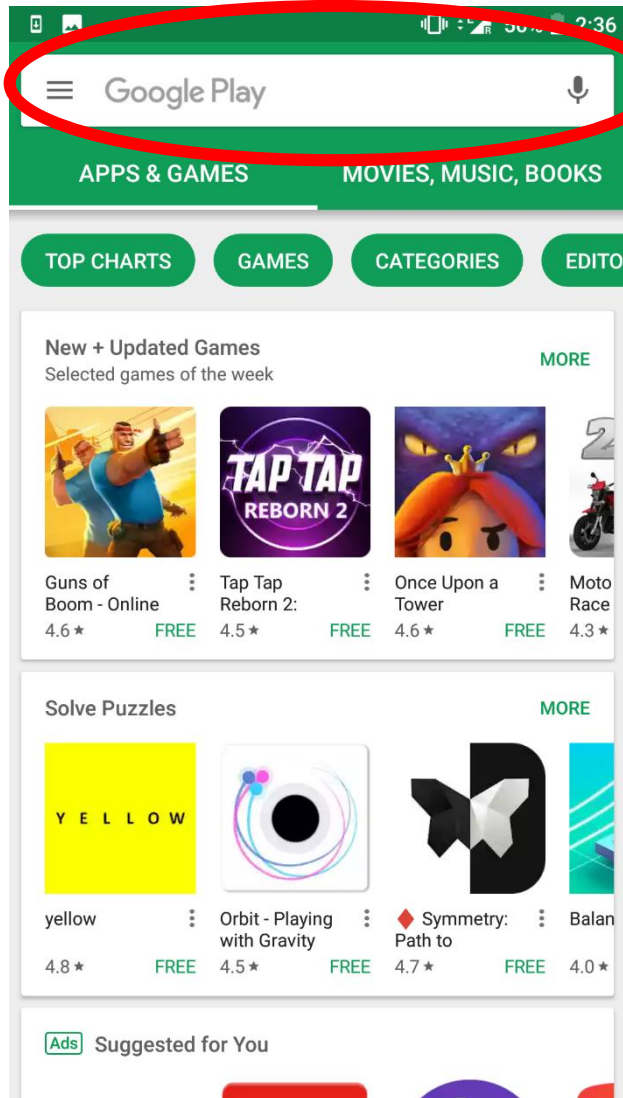 2:36
Google Play
APPS & GAMES MOVIES, MUSIC, BOOKS
TOP CHARTS GAMES CATEGORIES EDITO
New + Updated Games
MORE
Selected games of the week
TAP TAP
REBORN 2
2
Guns of
Boom - Online
4.6★ FREE
Tap Tap
Reborn 2:
4.5★ FREE
Once Upon a
Tower
4.6★ FREE
Moto
Race
4.3★
Solve Puzzles
MORE
YELLOW
yellow
4.8★ FREE
Orbit - Playing
with Gravity
4.5★ FREE
♦ Symmetry:
Path to
4.7★ FREE
Balan
4.0★
Ads Suggested for You